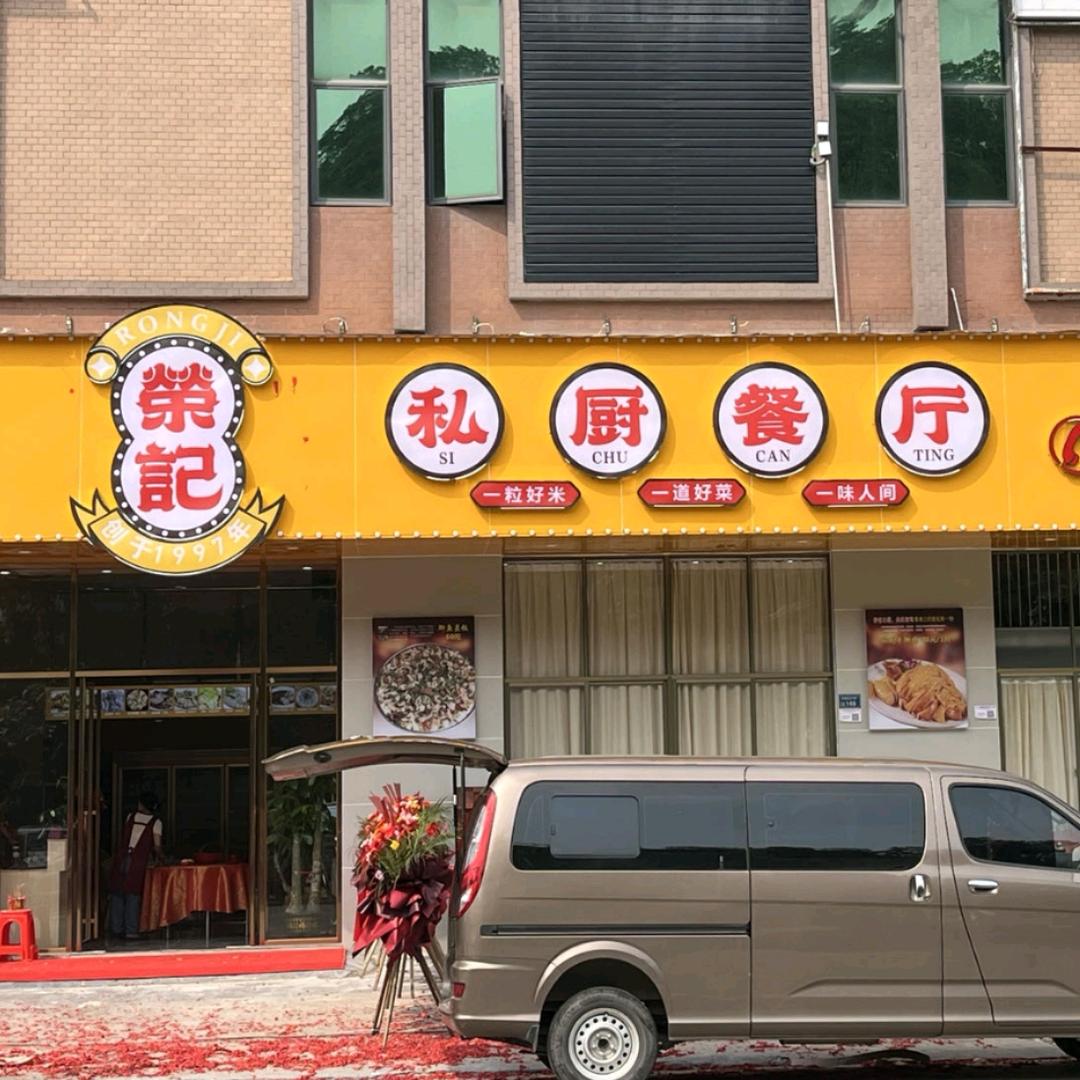 RONGJI
榮記
创于1997年
私厨餐厅
SI CHU CAN TING
一粒好米 一道好菜 一味人间